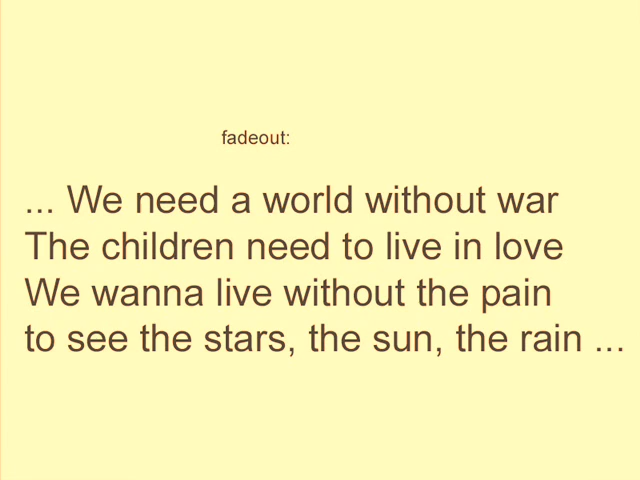 fadeout:
... We need a world without war
The children need to live in love
We wanna live without the pain
to see the stars, the sun, the rain ...